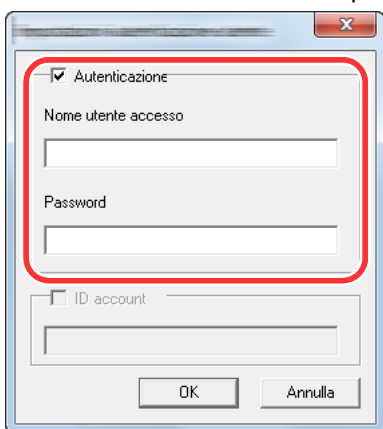 Autenticazione
Nome utente accesso
Password
ID account
OK
Annulla